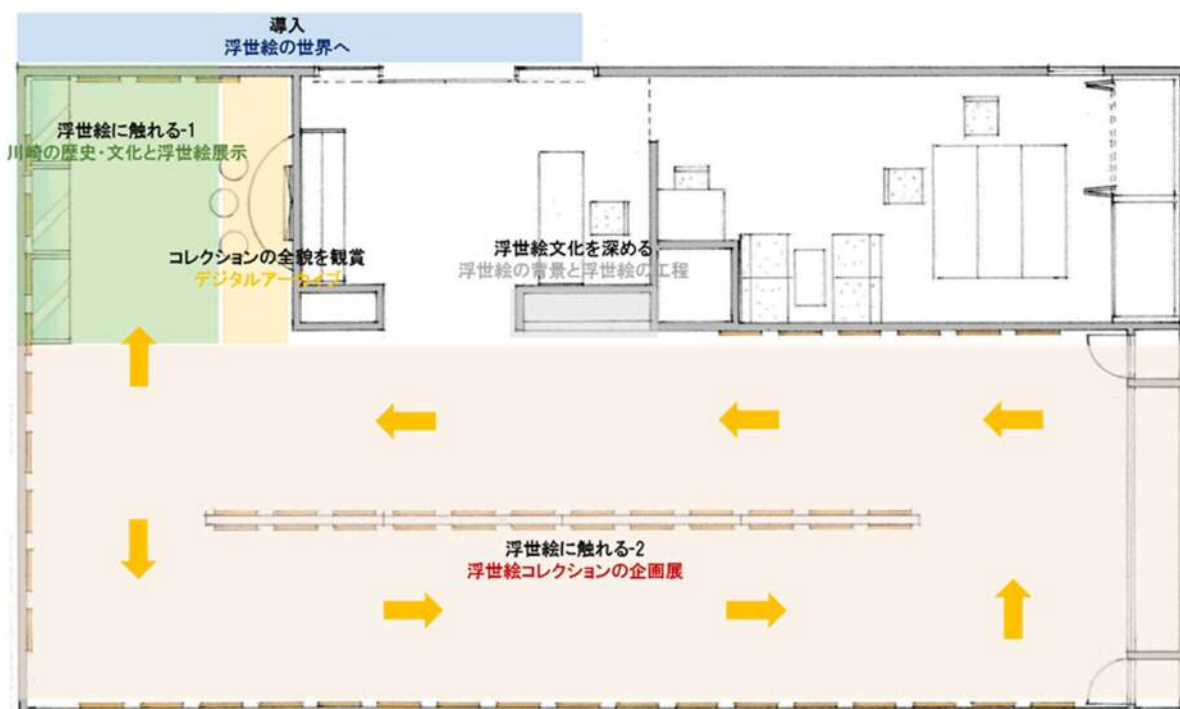 導入
浮世絵の世界へ
浮世絵に触れる-1
川崎の歴史・文化と浮世絵展示
コレクションの全貌を観賞
デジタルアーカイブ
浮世絵文化を深める
浮世絵の背景と浮世絵の工程
浮世絵に触れる-2
浮世絵コレクションの企画展